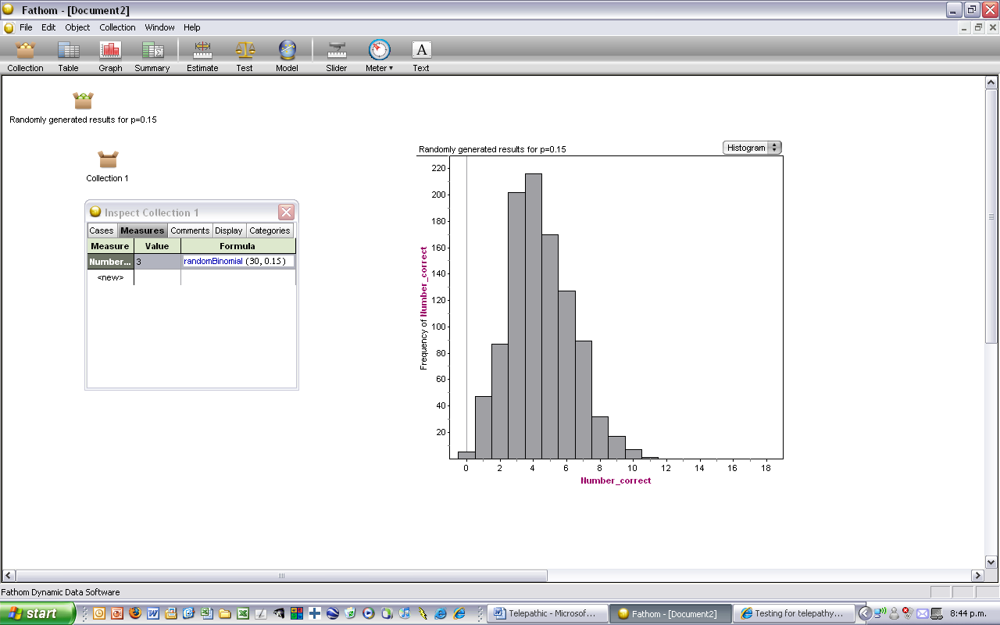 Fathom - [Document2]
File Edit Object Collection Window Help
Collection Table Graph Summary Estimate Test Model Slider Meter Text
A
Randomly generated results for p=0.15
Collection 1
Inspect Collection 1
Cases Measures Comments Display Categories
Measure Value Formula
Number... 3 randomBinomial (30, 0.15)
<new>
Randomly generated results for p=0.15
Histogram
220
200
180
160
140
120
100
80
60
40
20
Frequency of Number_correct
0 2 4 6 8 10 12 14 16 18
Number_correct
Fathom Dynamic Data Software
start
Telepathic - Microsof...
Fathom - [Document2]
Testing for telepathy...
8:44 p.m.